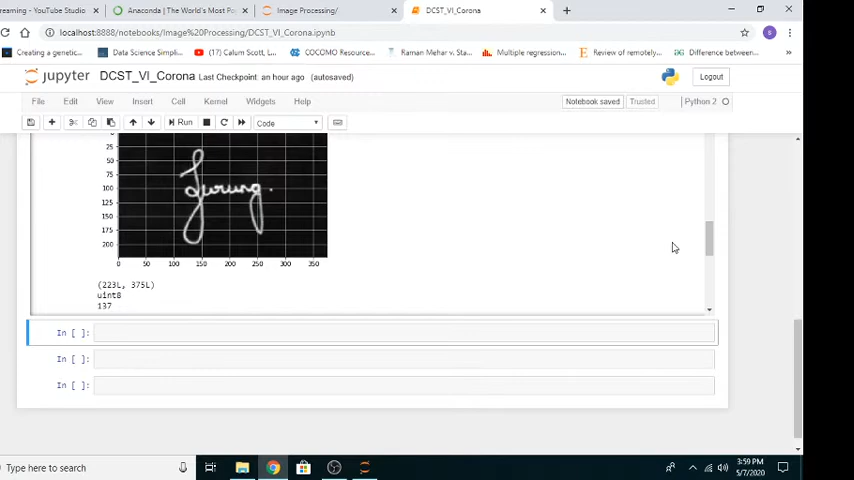 reaming - YouTube Studio
Anaconda | The World's Most Po
Image Processing/
DCST_VI_Corona
localhost:8888/notebooks/Image%20Processing/DCST_VI_Corona.ipynb
Creating a genetic... Data Science Simpli... (17) Calum Scott, L... COCOMO Resource... Raman Mehar v. Stat... Multiple regression... Review of remotely... Difference between...
jupyter DCST_VI_Corona Last Checkpoint: an hour ago (autosaved) Logout
File Edit View Insert Cell Kernel Widgets Help Notebook saved Trusted Python 2
Run Code
0
25
50
75
100
125
150
175
200
Gurung.
0 50 100 150 200 250 300 350
(223L, 375L)
uint8
137
In [ ]:
In [ ]:
In [ ]:
Type here to search
3:59 PM
5/7/2020